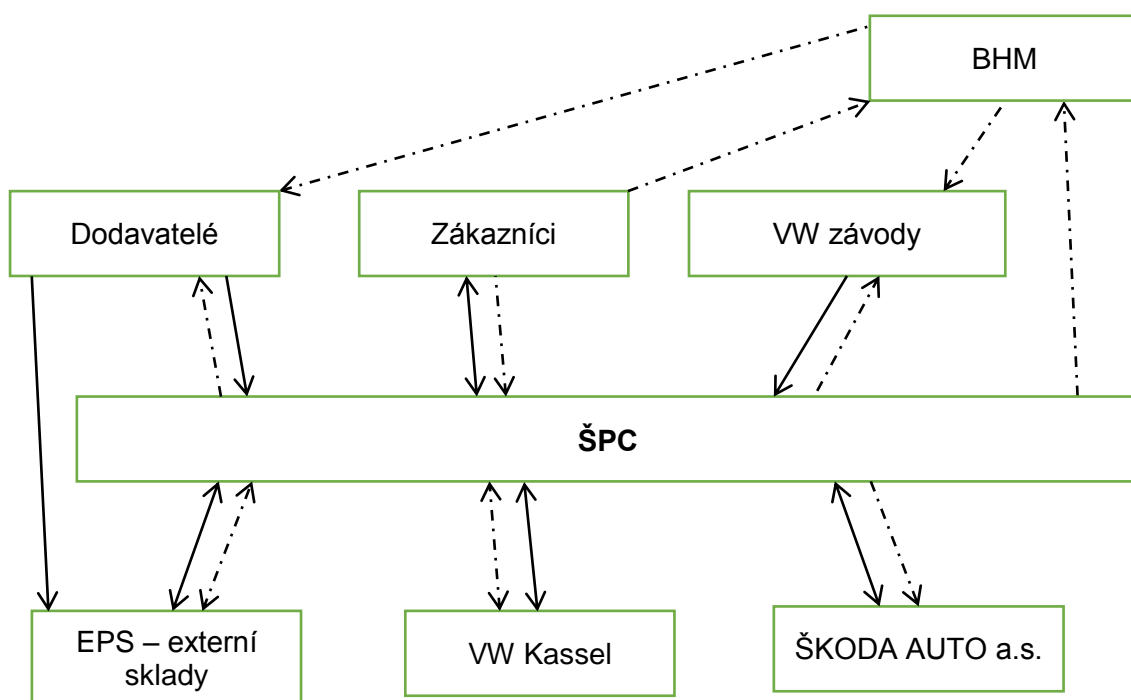 BHM
Dodavatelé
Zákazníci
VW závody
ŠPC
EPS – externí
sklady
VW Kassel
ŠKODA AUTO a.s.